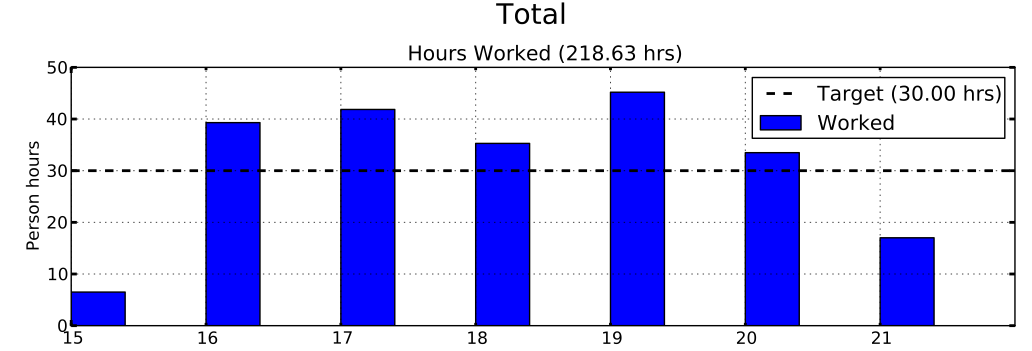 Total
Hours Worked (218.63 hrs)
Person hours
50
40
30
20
10
0
Target (30.00 hrs)
Worked
15 16 17 18 19 20 21